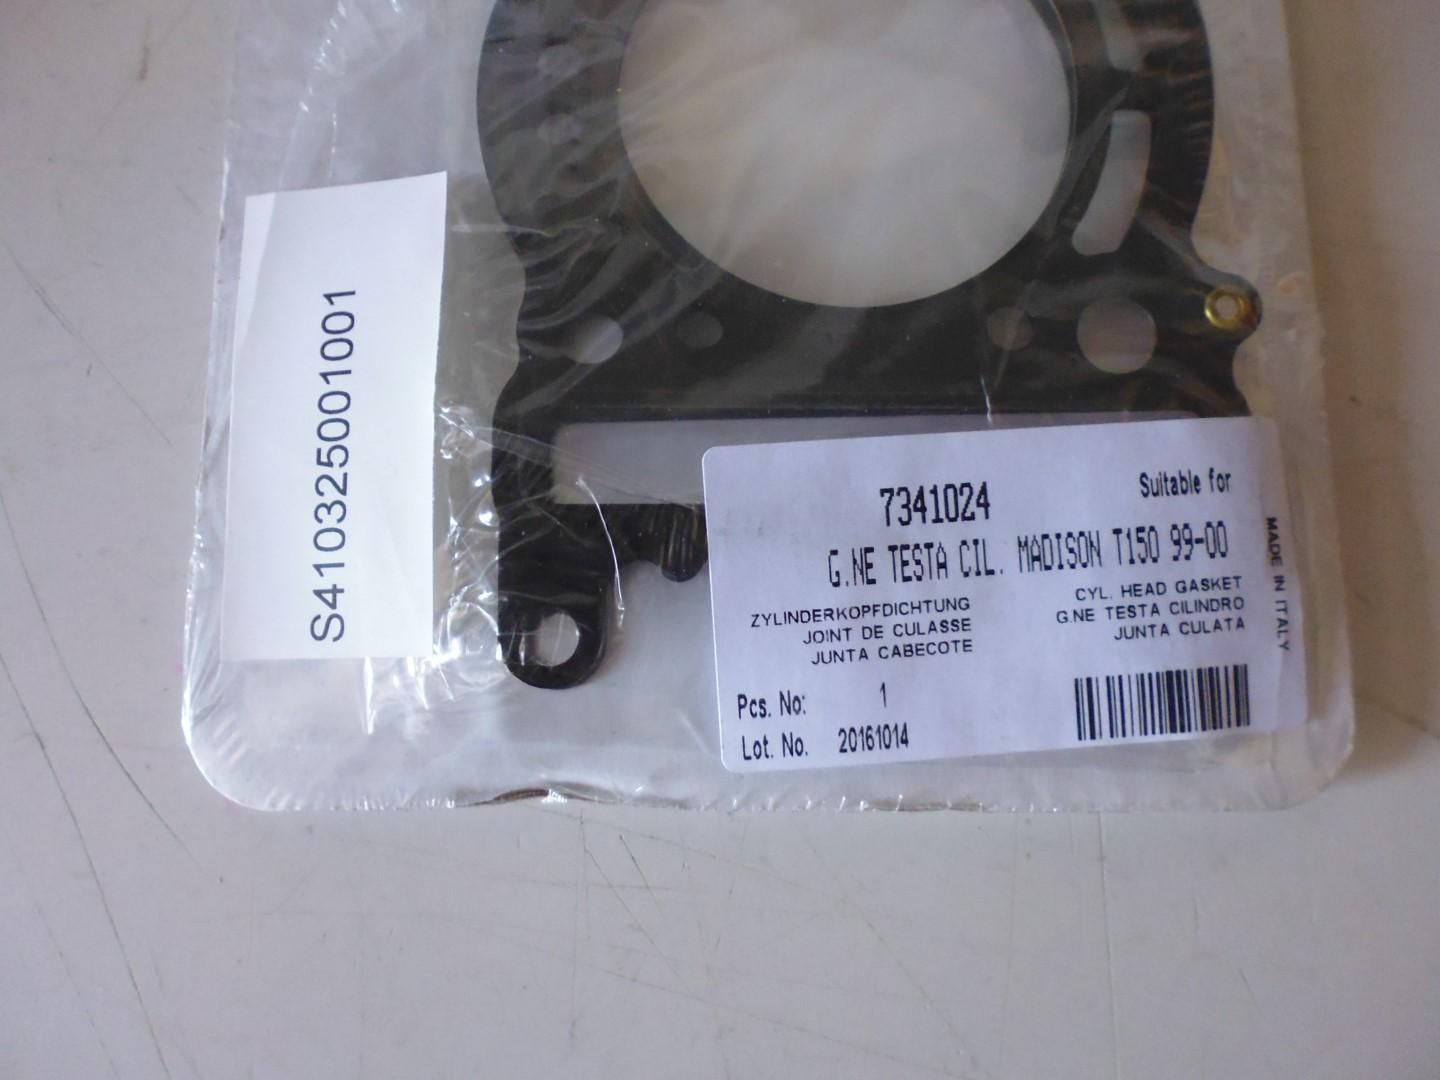 S410325001001
7341024
Suitable for
G.NE TESTA CIL. MADISON T150 99-00
ZYLINDERKOPFDICHTUNG
JOINT DE CULASSE
JUNTA CABECOTE
CYL. HEAD GASKET
G.NE TESTA CILINDRO
JUNTA CULATA
Pcs. No: 1
Lot. No. 20161014
MADE IN ITALY